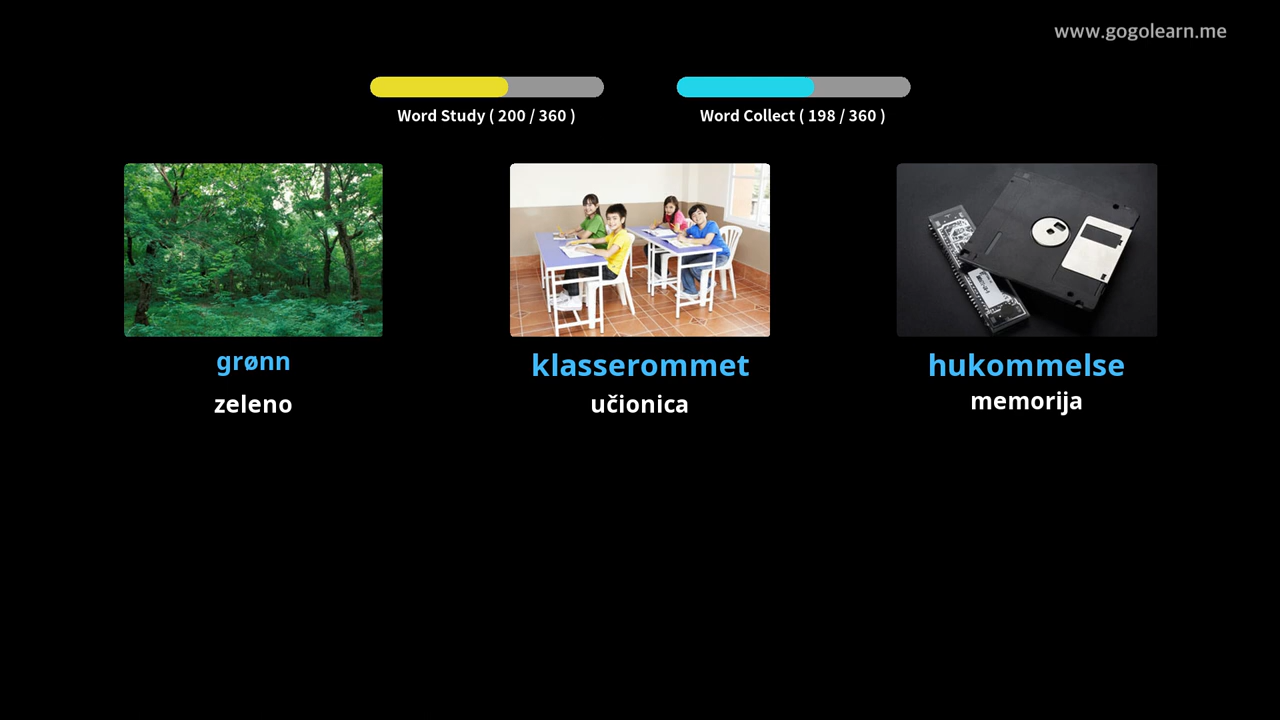 www.gogolearn.me
Word Study ( 200 / 360 )
Word Collect ( 198 / 360 )
grønn
klasserommet
hukommelse
zeleno
učionica
memorija